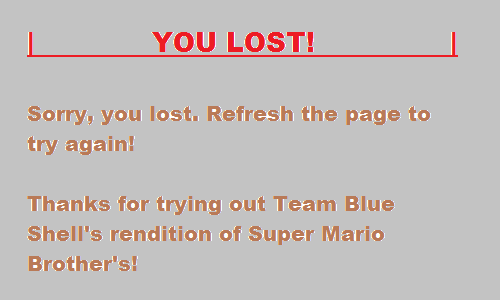 | YOU LOST! |
Sorry, you lost. Refresh the page to
try again!
Thanks for trying out Team Blue
Shell's rendition of Super Mario
Brother's!